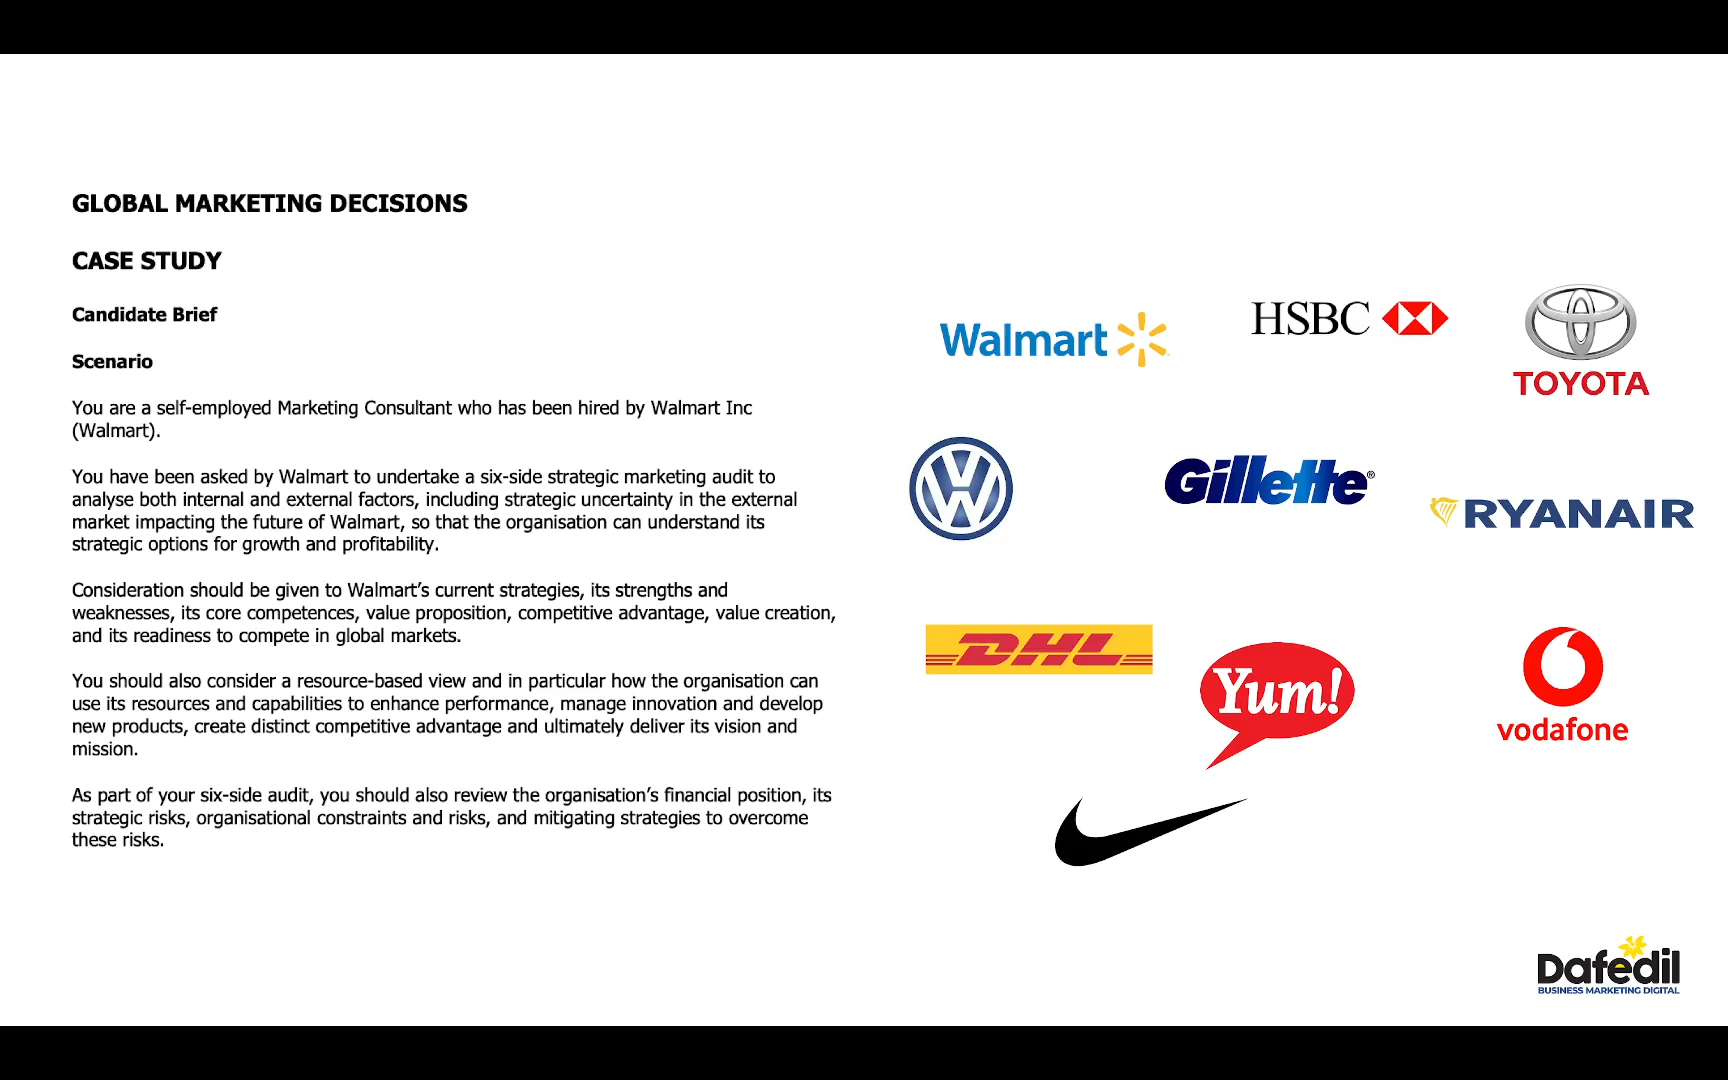 GLOBAL MARKETING DECISIONS
CASE STUDY
Candidate Brief
Scenario
You are a self-employed Marketing Consultant who has been hired by Walmart Inc
(Walmart).
You have been asked by Walmart to undertake a six-side strategic marketing audit to
analyse both internal and external factors, including strategic uncertainty in the external
market impacting the future of Walmart, so that the organisation can understand its
strategic options for growth and profitability.
Consideration should be given to Walmart’s current strategies, its strengths and
weaknesses, its core competences, value proposition, competitive advantage, value creation,
and its readiness to compete in global markets.
You should also consider a resource-based view and in particular how the organisation can
use its resources and capabilities to enhance performance, manage innovation and develop
new products, create distinct competitive advantage and ultimately deliver its vision and
mission.
As part of your six-side audit, you should also review the organisation’s financial position, its
strategic risks, organisational constraints and risks, and mitigating strategies to overcome
these risks.
Walmart
HSBC
TOYOTA
VW
Gillette®
RYANAIR
DHL
Yum!
vodafone
Dafedil
BUSINESS MARKETING DIGITAL